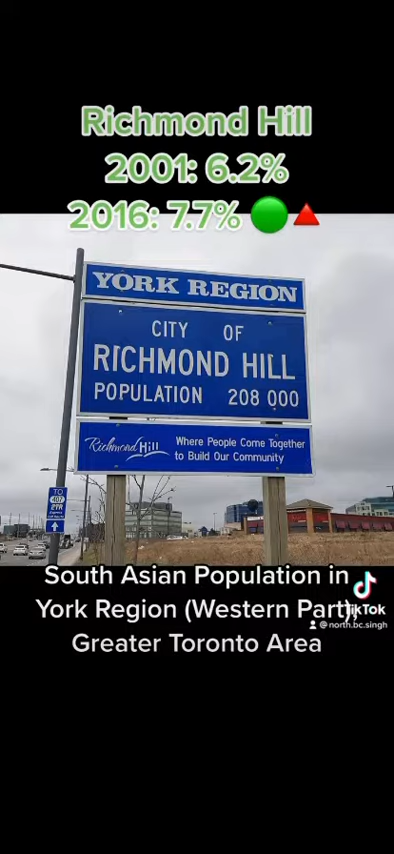 Richmond Hill
2001: 6.2%
2016: 7.7% 🟢🔺
YORK REGION
CITY OF
RICHMOND HILL
POPULATION 208 000
Richmond Hill
Where People Come Together
to Build Our Community
TO
407
ETR
South Asian Population in
York Region (Western Part),
Greater Toronto Area
TikTok
@north.bc.singh